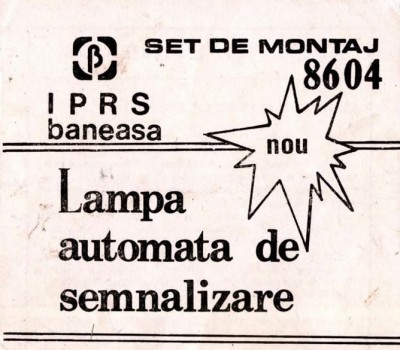 β SET DE MONTAJ
8604
IPRS
baneasa
nou
Lampa
automata de
semnalizare